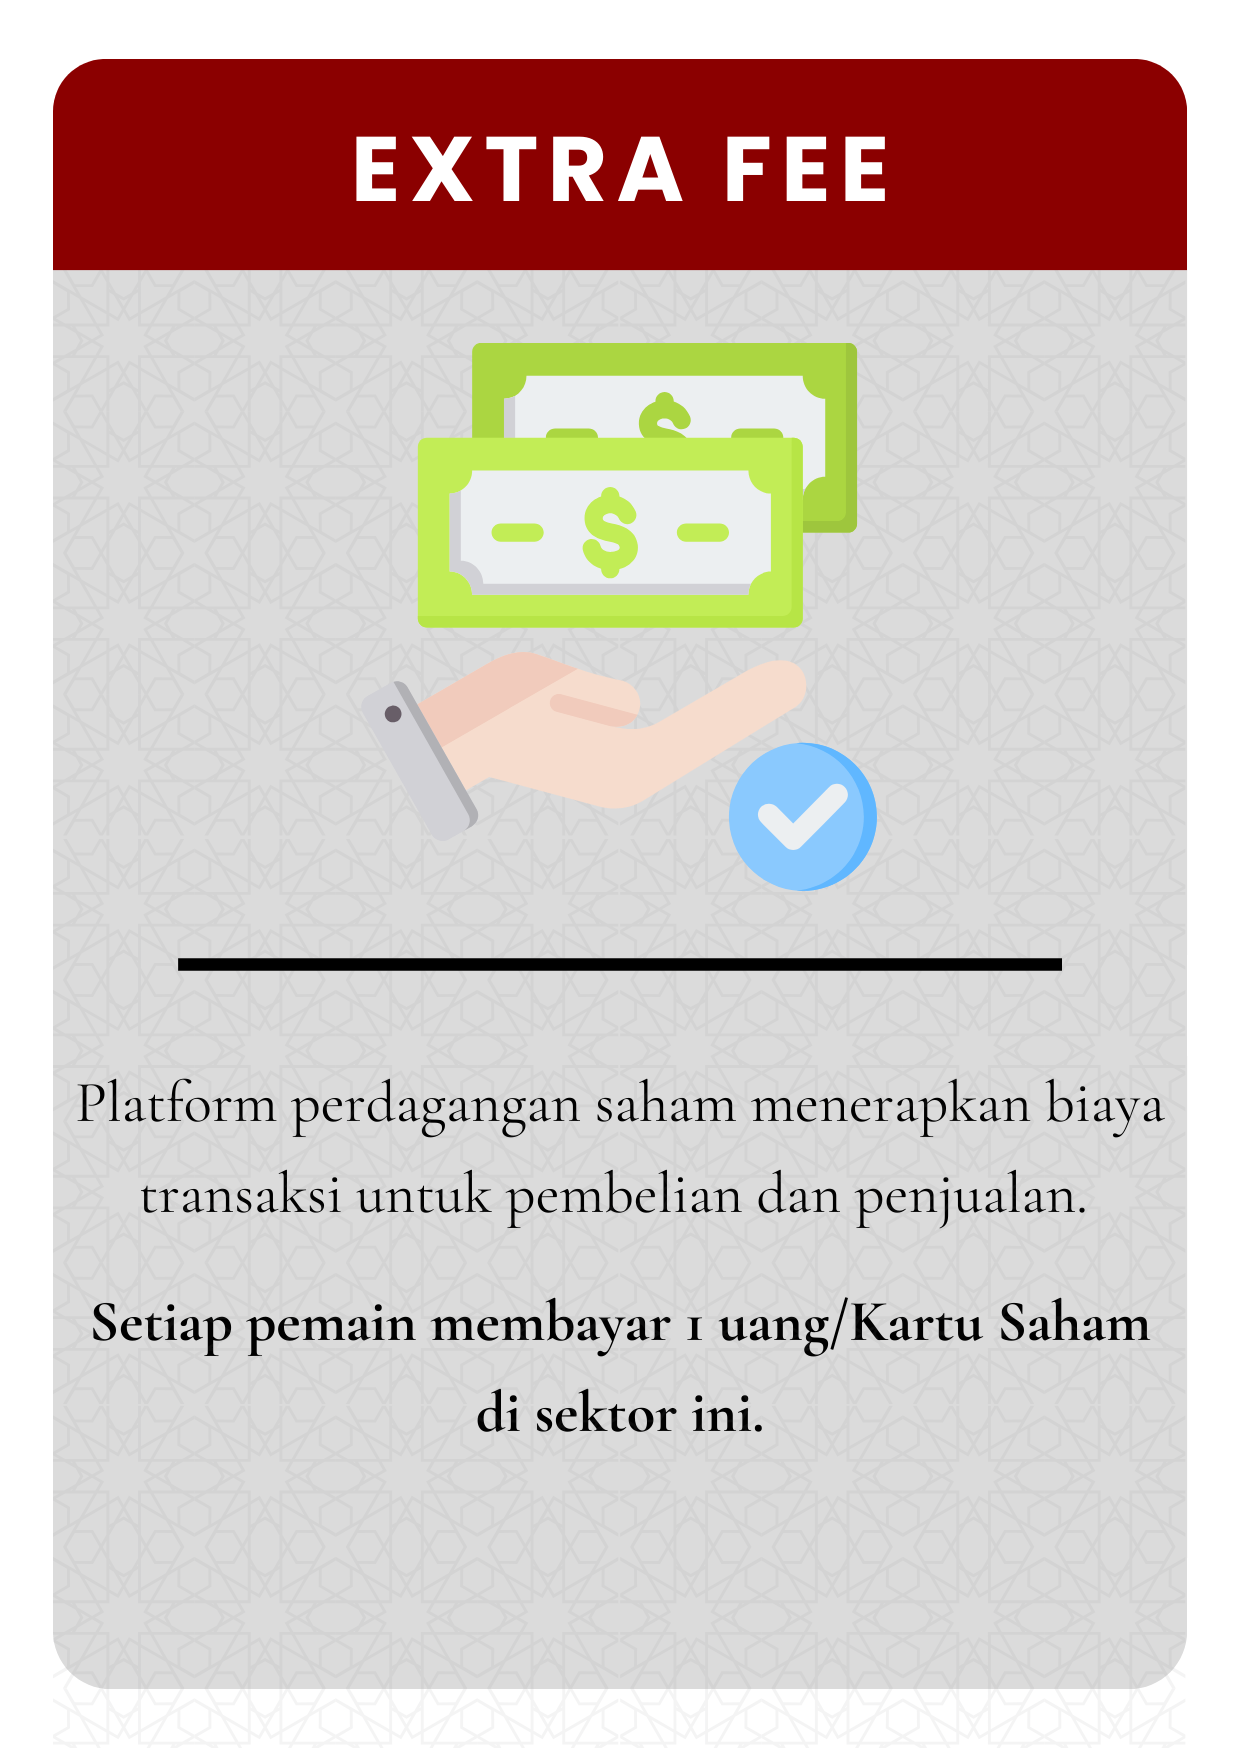 EXTRA FEE
$
$
Platform perdagangan saham menerapkan biaya
transaksi untuk pembelian dan penjualan.
Setiap pemain membayar 1 uang/Kartu Saham
di sektor ini.